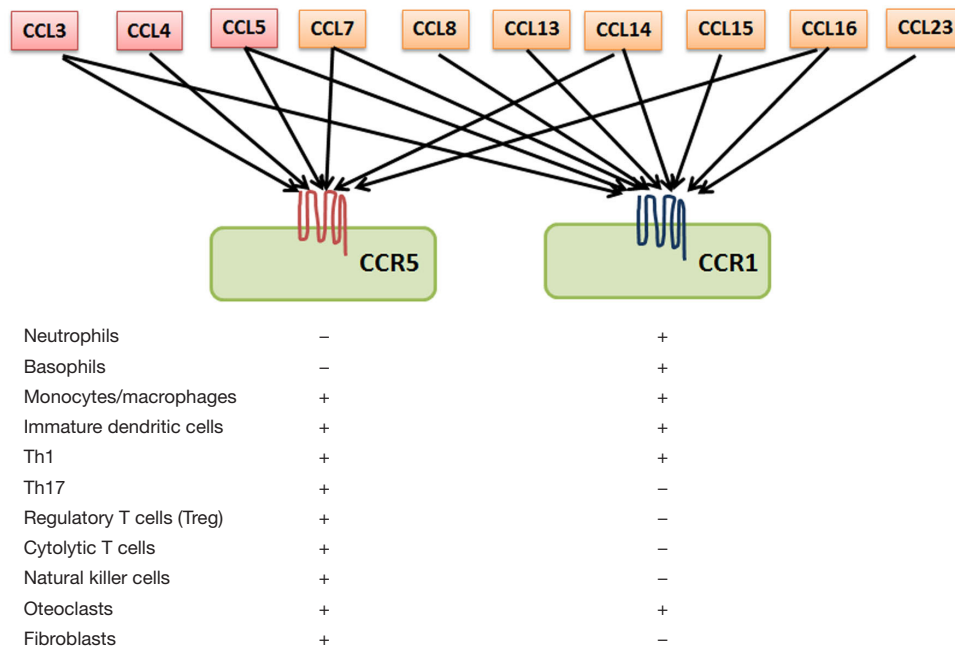 CCL3 CCL4 CCL5 CCL7 CCL8 CCL13 CCL14 CCL15 CCL16 CCL23
CCR5 CCR1
Neutrophils – +
Basophils – +
Monocytes/macrophages + +
Immature dendritic cells + +
Th1 + +
Th17 + –
Regulatory T cells (Treg) + –
Cytolytic T cells + –
Natural killer cells + –
Oteoclasts + +
Fibroblasts + –